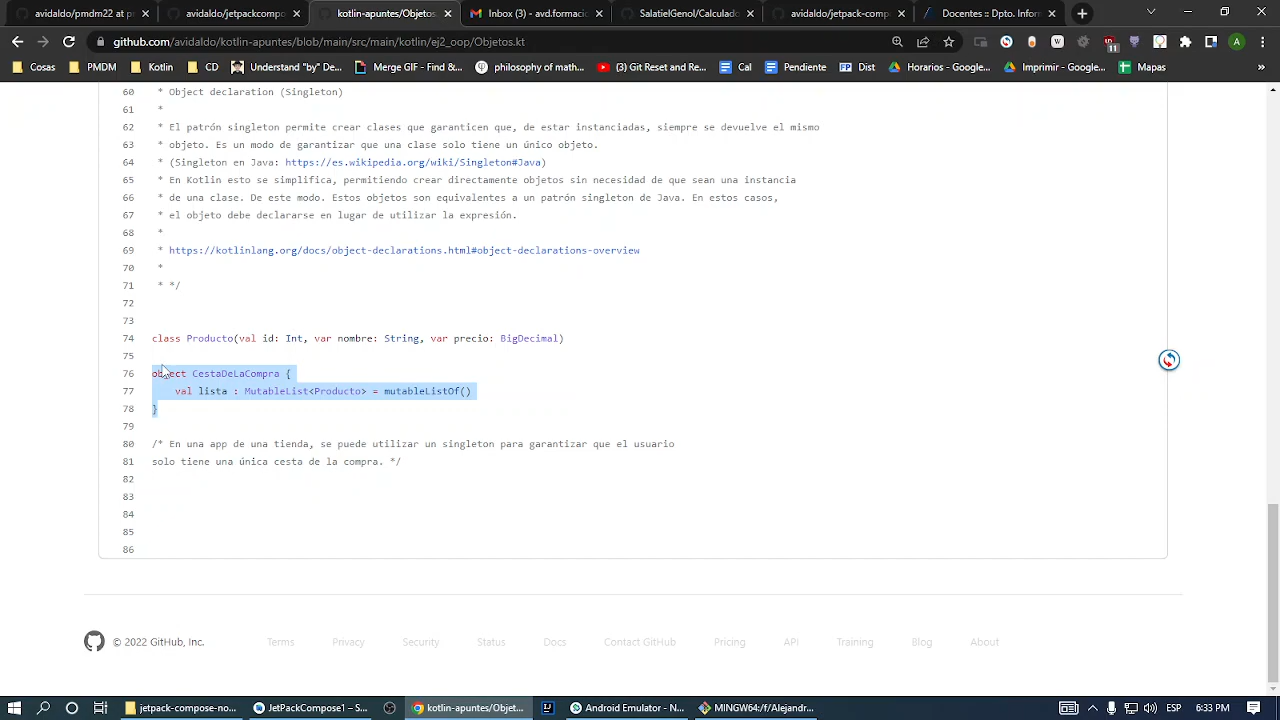 avidaldo/pmdm22 at pr
avidaldo/jetpackcompo
kotlin-apuntes/Objetos.
Inbox (3) - avd.formacio
SalatielGenol/Calculado
avidaldo/jetpack-comp
Docentes :: Dpto. Inform
github.com/avidaldo/kotlin-apuntes/blob/main/src/main/kotlin/ej2_oop/Objetos.kt
11
A
Cosas
PMDM
Kotlin
CD
Understand "by" De...
Merge GIF - Find &...
philosophy of math...
(3) Git Reset and Re...
Cal
Pendiente
FP Dist
Horarios - Google...
Imprimir - Google...
Mapas
»
60 * Object declaration (Singleton)
61 *
62 * El patrón singleton permite crear clases que garanticen que, de estar instanciadas, siempre se devuelve el mismo
63 * objeto. Es un modo de garantizar que una clase solo tiene un único objeto.
64 * (Singleton en Java: https://es.wikipedia.org/wiki/Singleton#Java)
65 * En Kotlin esto se simplifica, permitiendo crear directamente objetos sin necesidad de que sean una instancia
66 * de una clase. De este modo. Estos objetos son equivalentes a un patrón singleton de Java. En estos casos,
67 * el objeto debe declararse en lugar de utilizar la expresión.
68 *
69 * https://kotlinlang.org/docs/object-declarations.html#object-declarations-overview
70 *
71 * */
72
73
74 class Producto(val id: Int, var nombre: String, var precio: BigDecimal)
75
76 object CestaDeLaCompra {
77 val lista : MutableList<Producto> = mutableListOf()
78 }
79
80 /* En una app de una tienda, se puede utilizar un singleton para garantizar que el usuario
81 solo tiene una única cesta de la compra. */
82
83
84
85
86
© 2022 GitHub, Inc.
Terms
Privacy
Security
Status
Docs
Contact GitHub
Pricing
API
Training
Blog
About
jetpack-compose-no...
JetPackCompose1 – S...
kotlin-apuntes/Objet...
Android Emulator - N...
MINGW64:/f/Alejandr...
ESP
6:33 PM